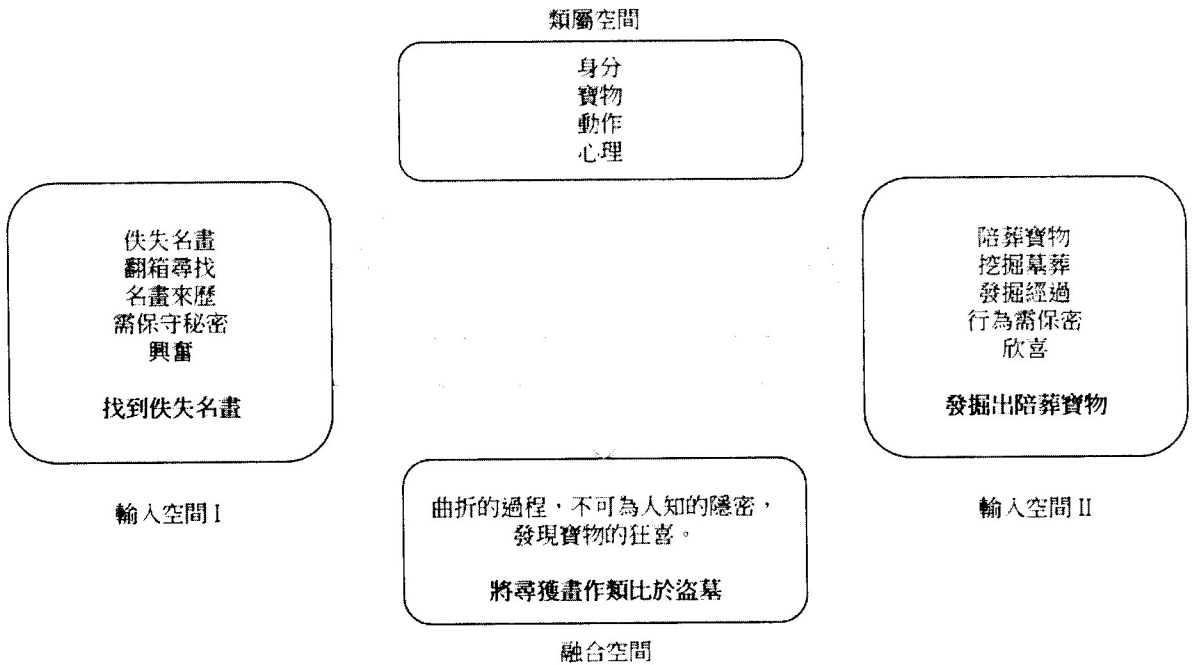 類屬空間
身分
寶物
動作
心理
佚失名畫
翻箱尋找
名畫來歷
需保守秘密
興奮
找到佚失名畫
輸入空間 I
陪葬寶物
挖掘墓葬
發掘經過
行為需保密
欣喜
發掘出陪葬寶物
輸入空間 II
曲折的過程，不可為人知的隱密，
發現寶物的狂喜。
將尋獲畫作類比於盜墓
融合空間